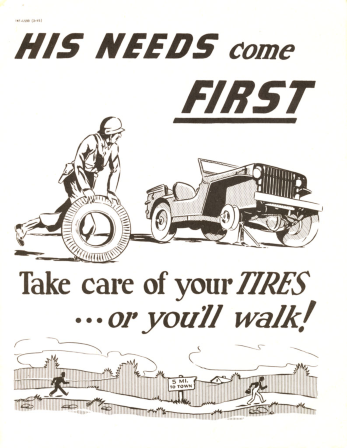 HIS NEEDS come
FIRST
Take care of your TIRES
...or you'll walk!
5 MI.
TO TOWN